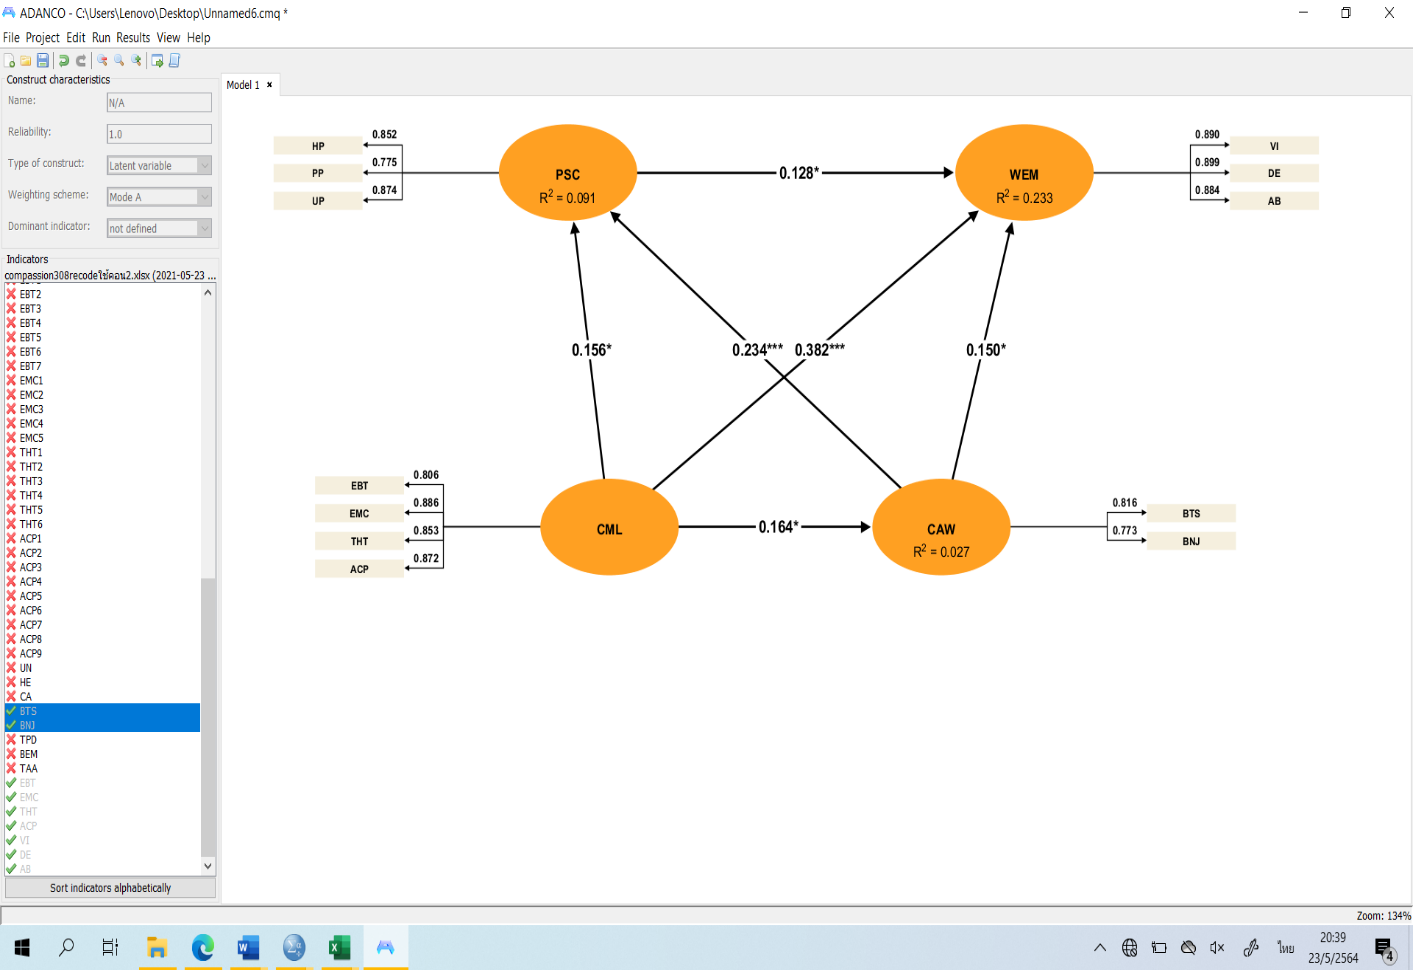 ADANCO - C:\Users\Lenovo\Desktop\Unnamed6.cmq *
File Project Edit Run Results View Help
Construct characteristics
Name: N/A
Reliability: 1.0
Type of construct: Latent variable
Weighting scheme: Mode A
Dominant indicator: not defined
Indicators
compassion308recodeใช้ตอน2.xlsx (2021-05-23 ...
EBT2
EBT3
EBT4
EBT5
EBT6
EBT7
EMC1
EMC2
EMC3
EMC4
EMC5
THT1
THT2
THT3
THT4
THT5
THT6
ACP1
ACP2
ACP3
ACP4
ACP5
ACP6
ACP7
ACP8
ACP9
UN
HE
CA
BTS
BNJ
TPD
BEM
TAA
EBT
EMC
THT
ACP
VI
DE
AB
Sort indicators alphabetically
Model 1
HP 0.852
PP 0.775
UP 0.874
PSC
R² = 0.091
0.128*
WEM
R² = 0.233
0.890 VI
0.899 DE
0.884 AB
0.156*
0.234***
0.382***
0.150*
EBT 0.806
EMC 0.886
THT 0.853
ACP 0.872
CML
0.164*
CAW
R² = 0.027
0.816 BTS
0.773 BNJ
Zoom: 134%
ไทย
20:39
23/5/2564
4